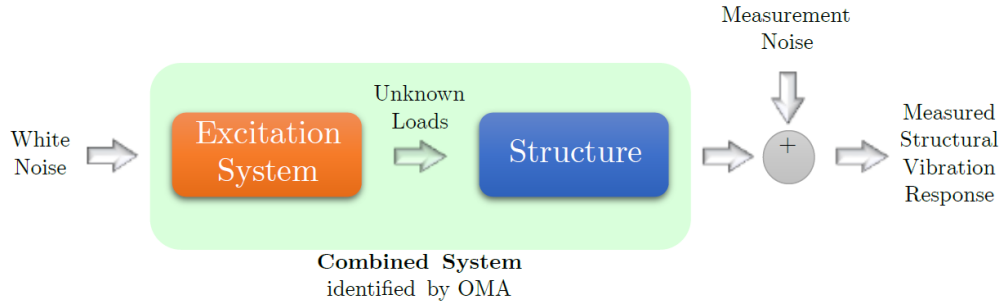 White
Noise
Excitation
System
Unknown
Loads
Structure
Combined System
identified by OMA
Measurement
Noise
+
Measured
Structural
Vibration
Response